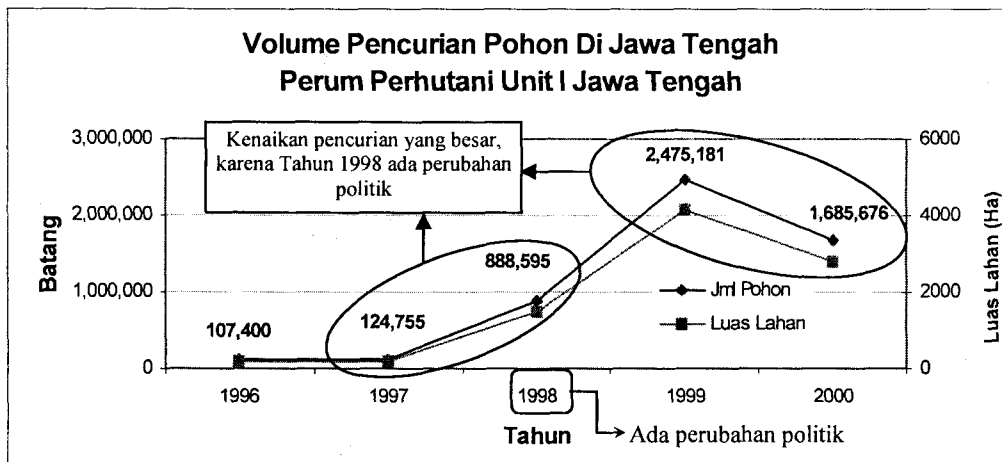 Volume Pencurian Pohon Di Jawa Tengah
Perum Perhutani Unit I Jawa Tengah
Kenaikan pencurian yang besar,
karena Tahun 1998 ada perubahan
politik
3,000,000
2,000,000
1,000,000
0
Batang
107,400
124,755
888,595
2,475,181
1,685,676
Jml Pohon
Luas Lahan
6000
4000
2000
0
Luas Lahan (Ha)
1996 1997 1998 1999 2000
Tahun
Ada perubahan politik